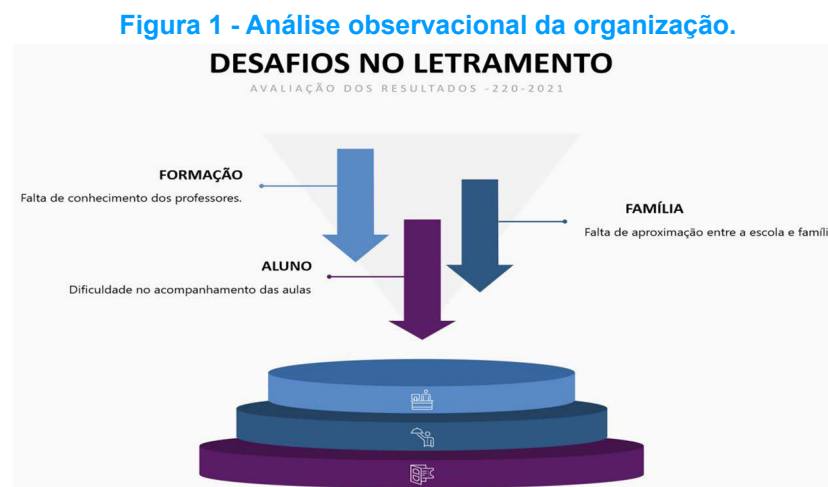 Figura 1 - Análise observacional da organização.
DESAFIOS NO LETRAMENTO
AVALIAÇÃO DOS RESULTADOS -220-2021
FORMAÇÃO
Falta de conhecimento dos professores.
FAMÍLIA
Falta de aproximação entre a escola e famíli
ALUNO
Dificuldade no acompanhamento das aulas